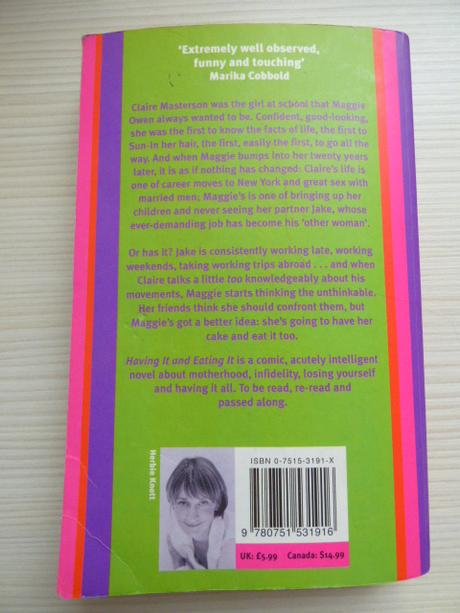 ‘Extremely well observed,
funny and touching’
Marika Cobbold
Claire Masterson was the girl at school that Maggie
Owen always wanted to be. Confident, good-looking,
she was the first to know the facts of life, the first to
Sun-In her hair, the first, easily the first, to go all the
way. And when Maggie bumps into her twenty years
later, it is as if nothing has changed: Claire's life is
one of career moves to New York and great sex with
married men; Maggie's is one of bringing up her
children and never seeing her partner Jake, whose
ever-demanding job has become his 'other woman'.
Or has it? Jake is consistently working late, working
weekends, taking working trips abroad . . . and when
Claire talks a little too knowledgeably about his
movements, Maggie starts thinking the unthinkable.
Her friends think she should confront them, but
Maggie's got a better idea: she's going to have her
cake and eat it too.
Having It and Eating It is a comic, acutely intelligent
novel about motherhood, infidelity, losing yourself
and having it all. To be read, re-read and
passed along.
Herbie Knott
ISBN 0-7515-3191-X
9 780751 531916
UK: £5.99 Canada: $14.99